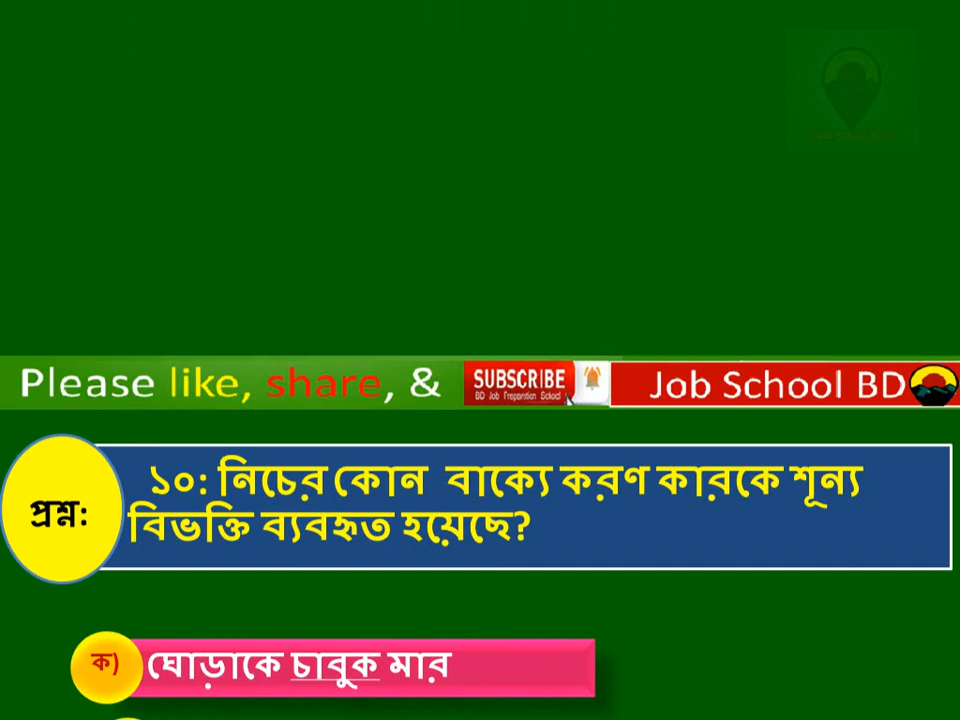 Please like, share, & SUBSCRIBE Job School BD
BD Job Preparation School
প্রশ্ন:
১০: নিচের কোন বাক্যে করণ কারকে শূন্য
বিভক্তি ব্যবহৃত হয়েছে?
ক) ঘোড়াকে চাবুক মার